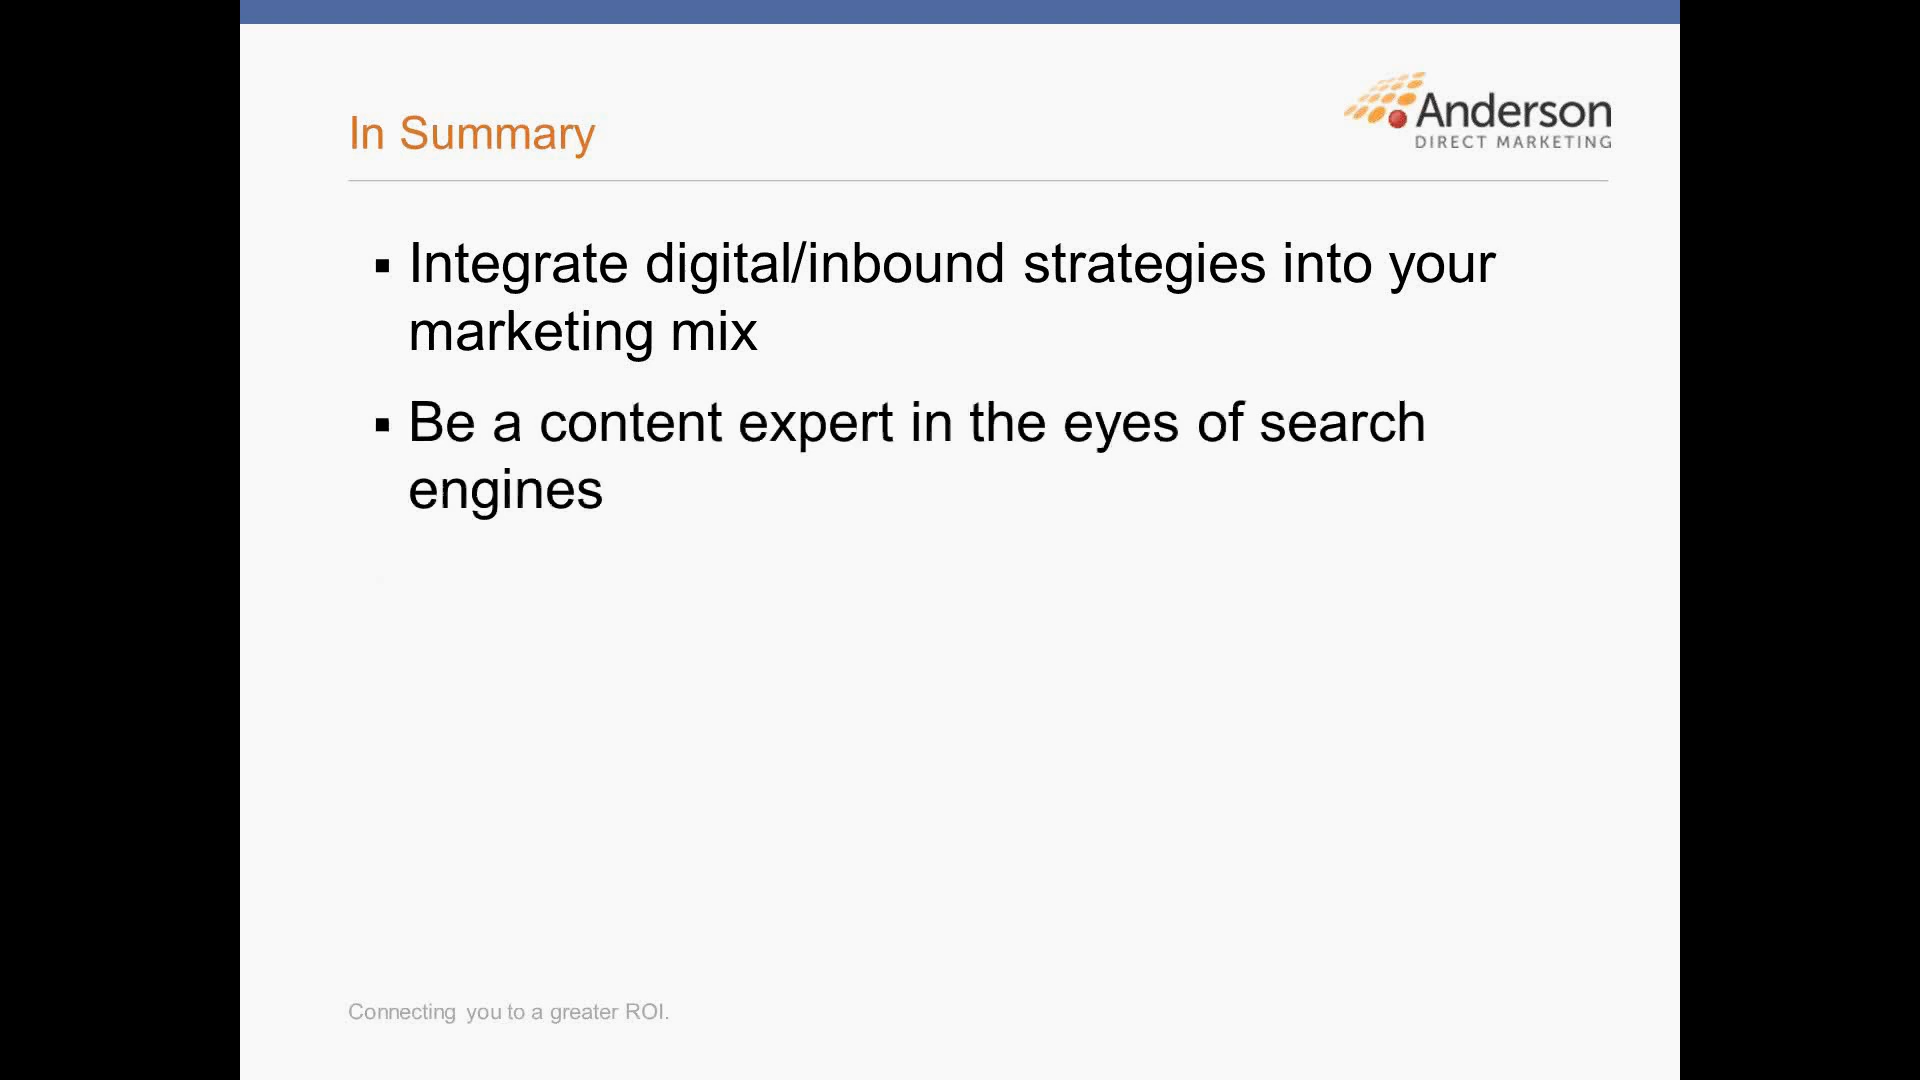 Anderson
DIRECT MARKETING
In Summary
▪ Integrate digital/inbound strategies into your
marketing mix
▪ Be a content expert in the eyes of search
engines
Connecting you to a greater ROI.